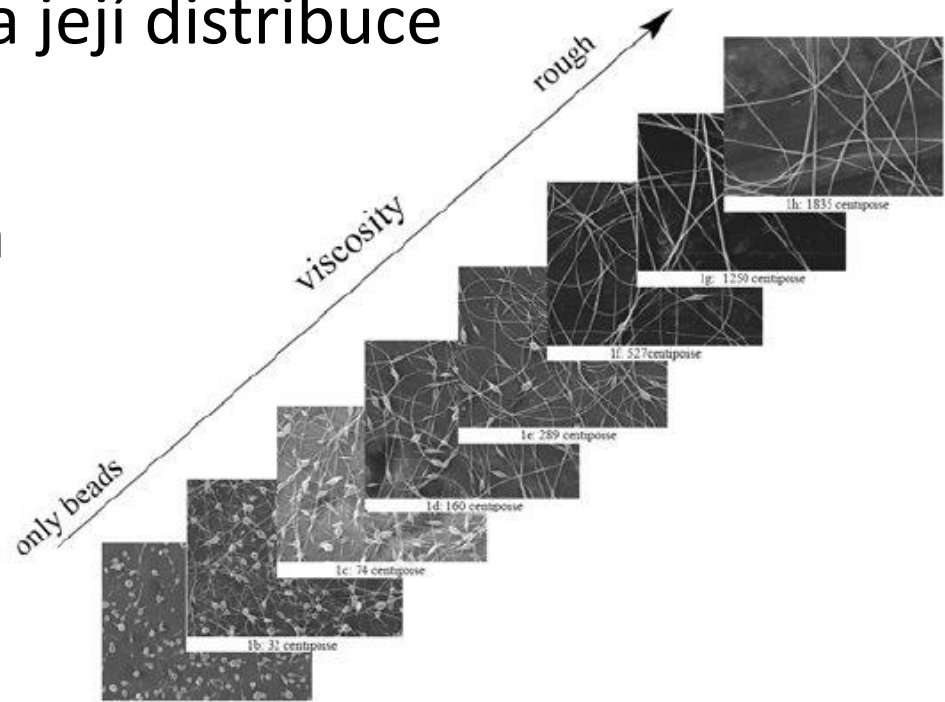 a její distribuce
rough
viscosity
only beads
1h: 1835 centipoise
1g: 1250 centipoise
1f: 527centipoise
1e: 289 centipoise
1d: 160 centipoise
1c: 74 centipoise
1b: 32 centipoise